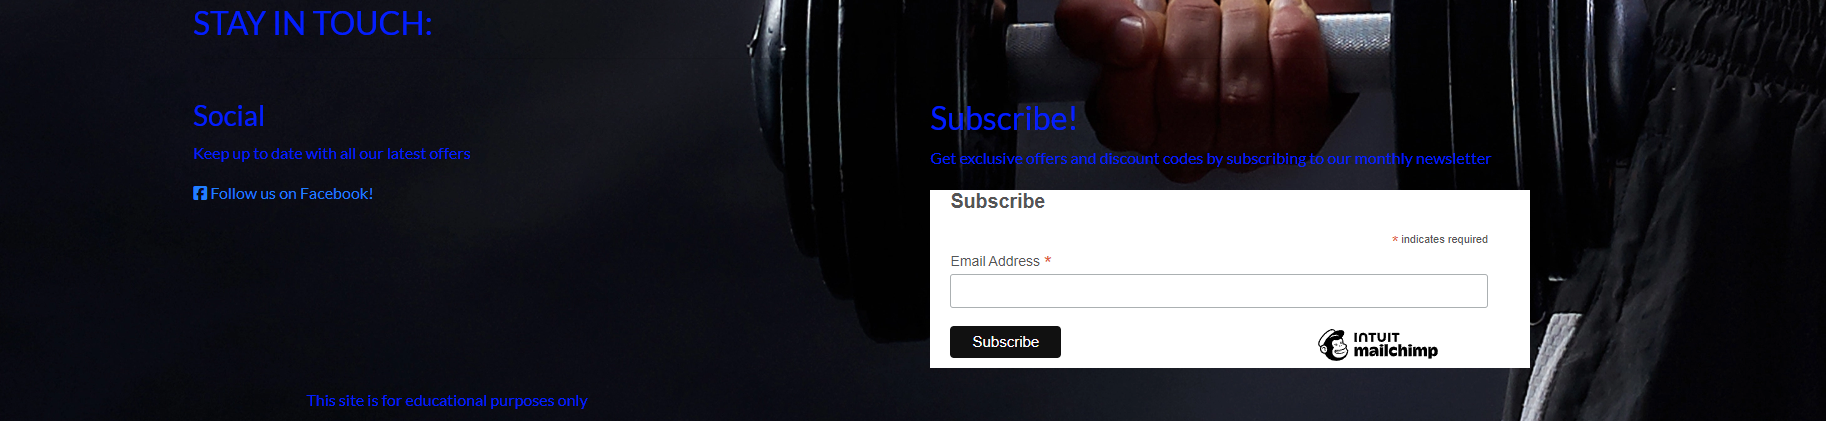 STAY IN TOUCH:
Social
Keep up to date with all our latest offers
Follow us on Facebook!
Subscribe!
Get exclusive offers and discount codes by subscribing to our monthly newsletter
Subscribe
* indicates required
Email Address *
Subscribe
INTUIT
mailchimp
This site is for educational purposes only